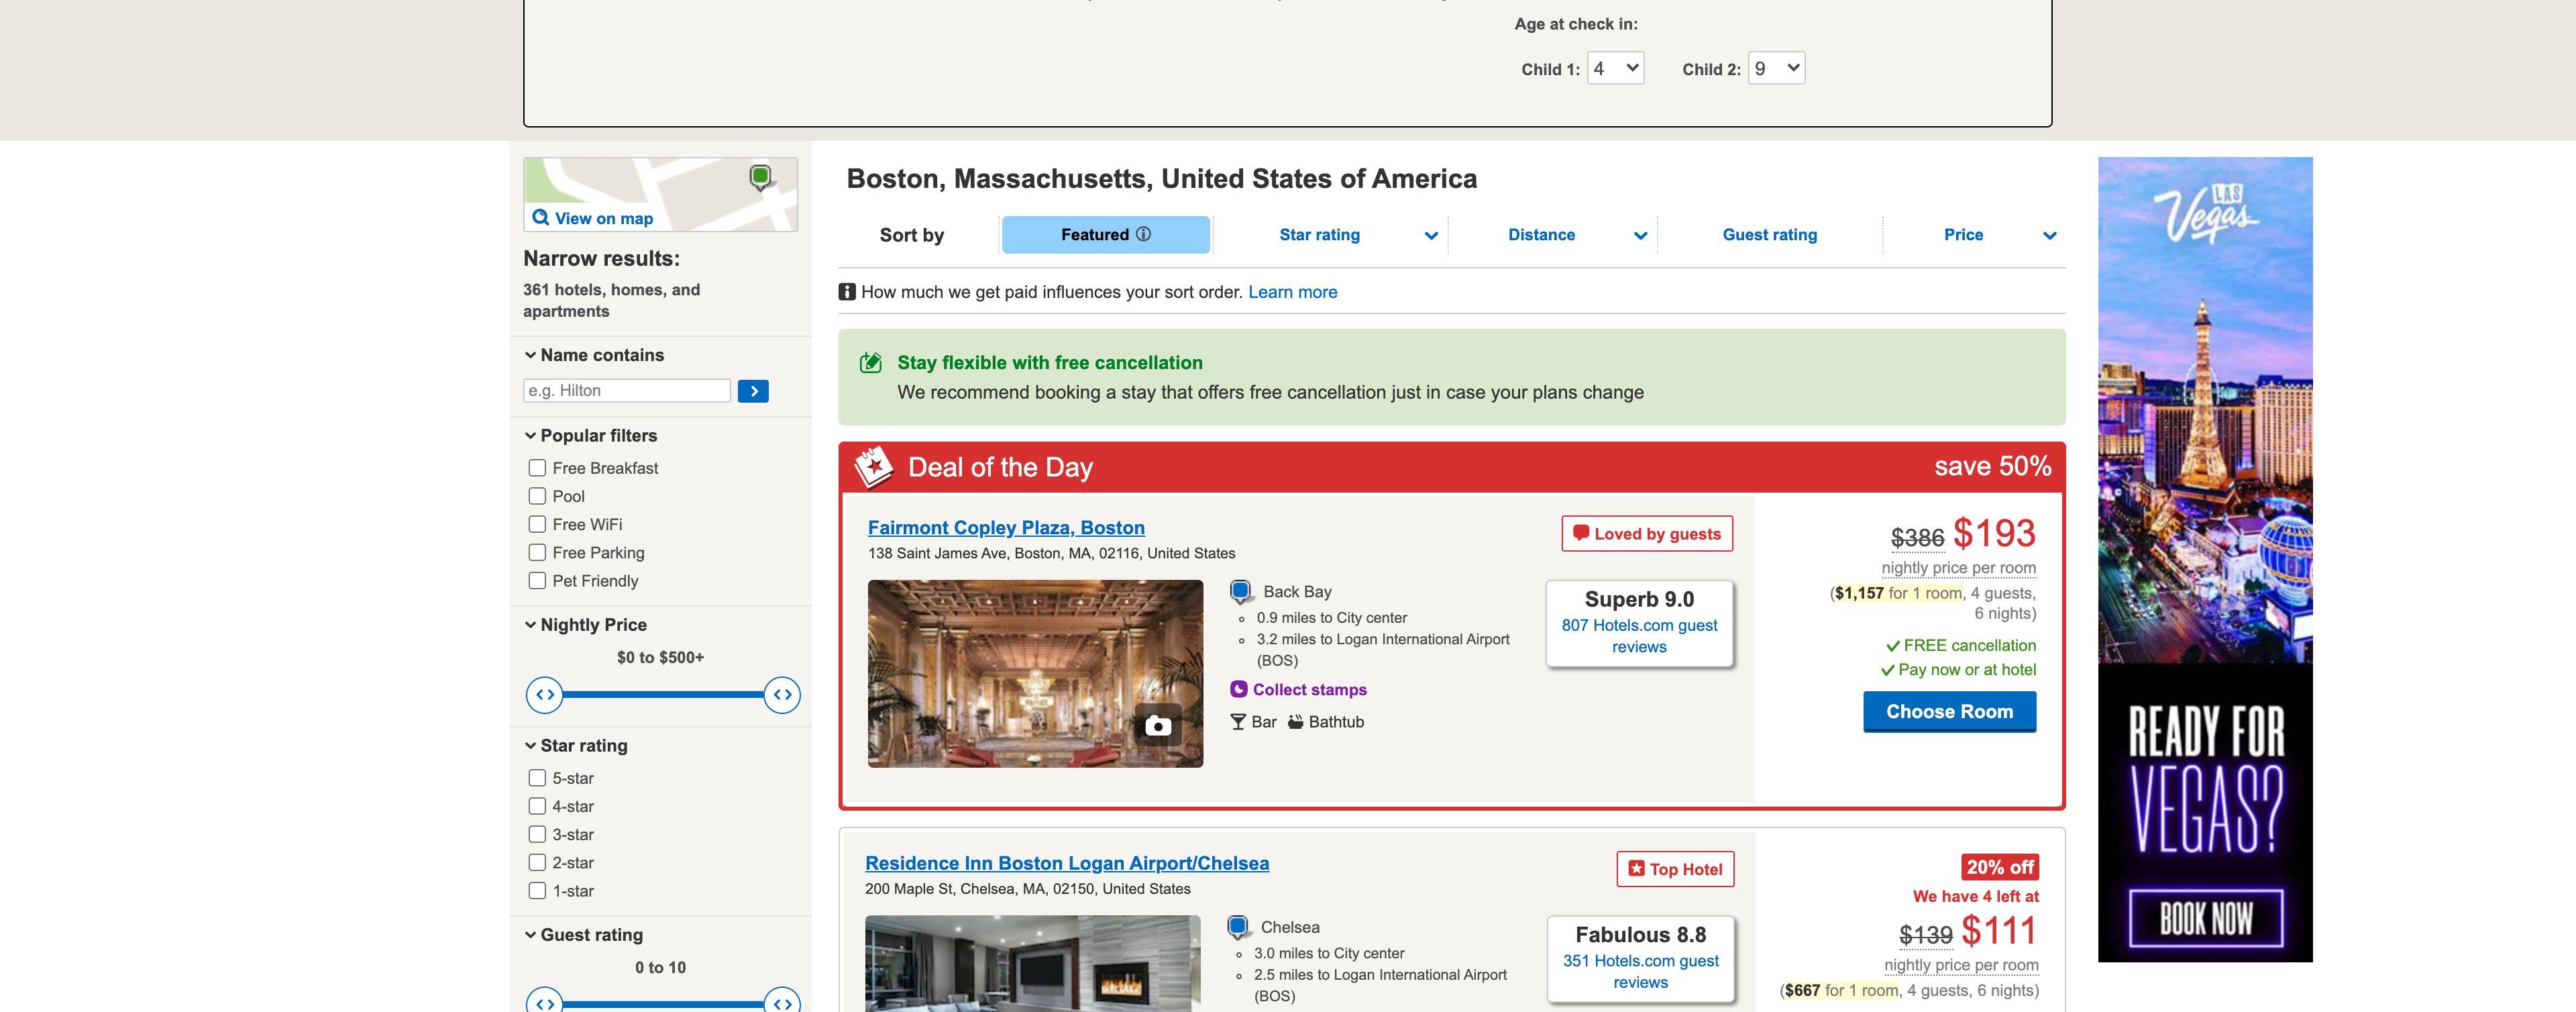 Age at check in:
Child 1: 4 Child 2: 9
View on map
Narrow results:
361 hotels, homes, and
apartments
Name contains
e.g. Hilton
Popular filters
Free Breakfast
Pool
Free WiFi
Free Parking
Pet Friendly
Nightly Price
$0 to $500+
Star rating
5-star
4-star
3-star
2-star
1-star
Guest rating
0 to 10
Boston, Massachusetts, United States of America
Sort by Featured Star rating Distance Guest rating Price
How much we get paid influences your sort order. Learn more
Stay flexible with free cancellation
We recommend booking a stay that offers free cancellation just in case your plans change
Deal of the Day save 50%
Fairmont Copley Plaza, Boston
138 Saint James Ave, Boston, MA, 02116, United States
Back Bay
0.9 miles to City center
3.2 miles to Logan International Airport
(BOS)
Collect stamps
Bar Bathtub
Loved by guests
Superb 9.0
807 Hotels.com guest
reviews
$386 $193
nightly price per room
($1,157 for 1 room, 4 guests,
6 nights)
FREE cancellation
Pay now or at hotel
Choose Room
Residence Inn Boston Logan Airport/Chelsea
200 Maple St, Chelsea, MA, 02150, United States
Chelsea
3.0 miles to City center
2.5 miles to Logan International Airport
(BOS)
Top Hotel
Fabulous 8.8
351 Hotels.com guest
reviews
20% off
We have 4 left at
$139 $111
nightly price per room
($667 for 1 room, 4 guests, 6 nights)
LAS
Vegas
READY FOR
VEGAS?
BOOK NOW